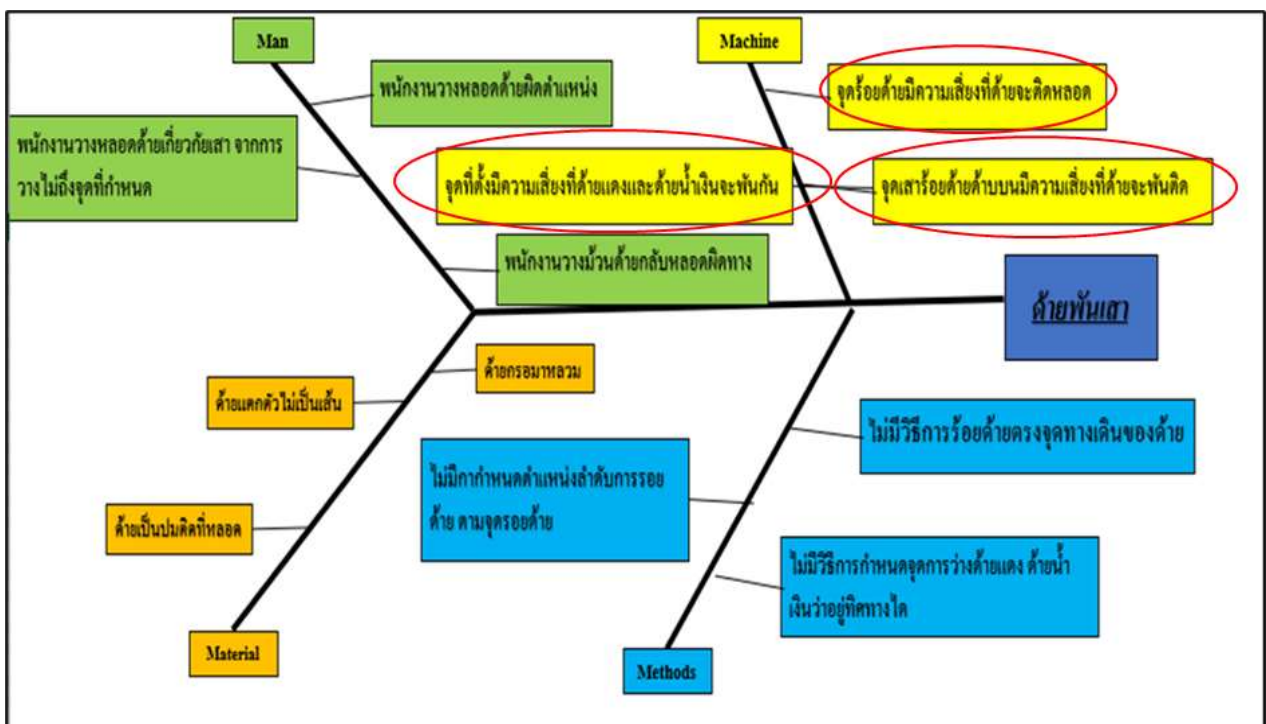 Man
Machine
พนักงานวางหลอดด้ายผิดตำแหน่ง
จุดร้อยด้ายมีความเสี่ยงที่ด้ายจะติดหลอด
พนักงานวางหลอดด้ายเกี่ยวกัยเสา จากการ
วางไม่ถึงจุดที่กำหนด
จุดที่ตั้งมีความเสี่ยงที่ด้ายแดงและด้ายน้ำเงินจะพันกัน
จุดเสาร้อยด้ายด้าบบนมีความเสี่ยงที่ด้ายจะพันติด
พนักงานวางม้วนด้ายกลับหลอดผิดทาง
ด้ายพันเสา
ด้ายกรอมาหลวม
ด้ายแตกตัวไม่เป็นเส้น
ด้ายเป็นปมติดที่หลอด
ไม่มีวิธีการร้อยด้ายตรงจุดทางเดินของด้าย
ไม่มีกากำหนดตำแหน่งลำดับการรอย
ด้าย ตามจุดรอยด้าย
ไม่มีวิธีการกำหนดจุดการว่างด้ายแดง ด้ายน้ำ
เงินว่าอยู่ทิศทางใด
Material
Methods